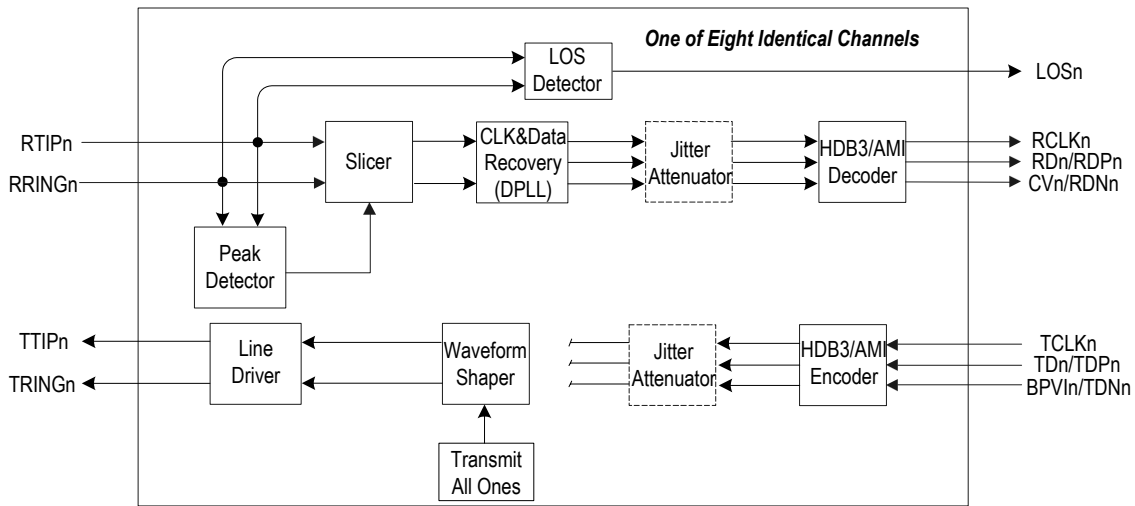 One of Eight Identical Channels
LOS
Detector
LOSn
RTIPn
RRINGn
Slicer
CLK&Data
Recovery
(DPLL)
Jitter
Attenuator
HDB3/AMI
Decoder
RCLKn
RDn/RDPn
CVn/RDNn
Peak
Detector
TTIPn
TRINGn
Line
Driver
Waveform
Shaper
Jitter
Attenuator
HDB3/AMI
Encoder
TCLKn
TDn/TDPn
BPVIn/TDNn
Transmit
All Ones